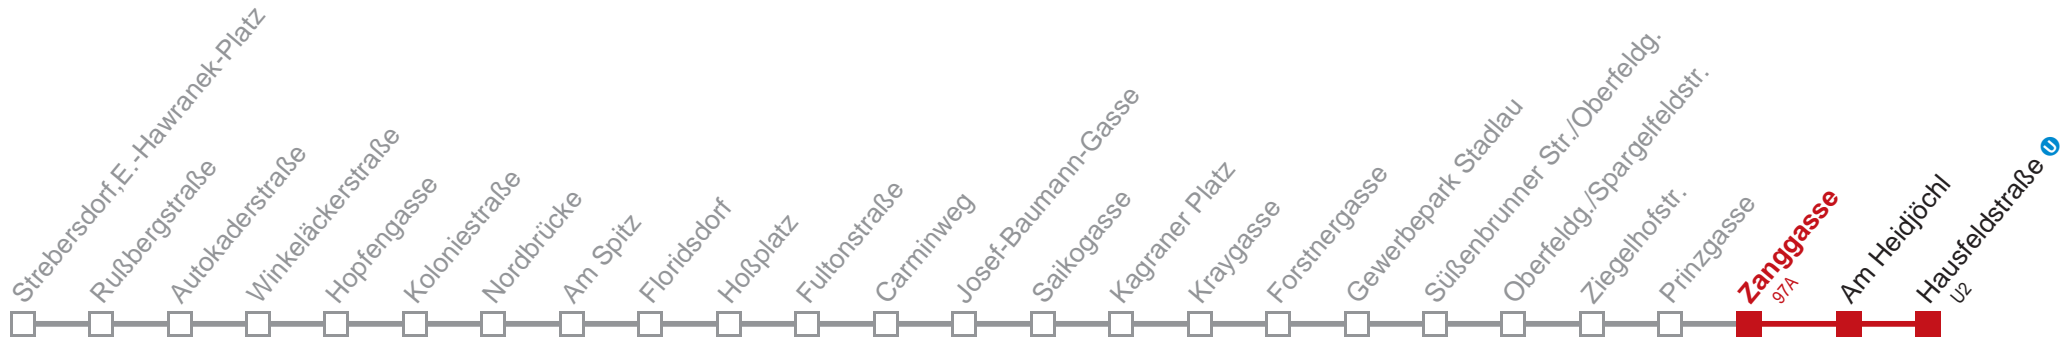 Strebersdorf,E.-Hawranek-Platz
Rußbergstraße
Autokaderstraße
Winkeläckerstraße
Hopfengasse
Koloniestraße
Nordbrücke
Am Spitz
Floridsdorf
Hoßplatz
Fultonstraße
Carminweg
Josef-Baumann-Gasse
Saikogasse
Kagraner Platz
Kraygasse
Forstnergasse
Gewerbepark Stadlau
Süßenbrunner Str./Oberfeldg.
Oberfeldg./Spargelfeldstr.
Ziegelhofstr.
Prinzgasse
Zanggasse
97A
Am Heidjöchl
Hausfeldstraße U
U2